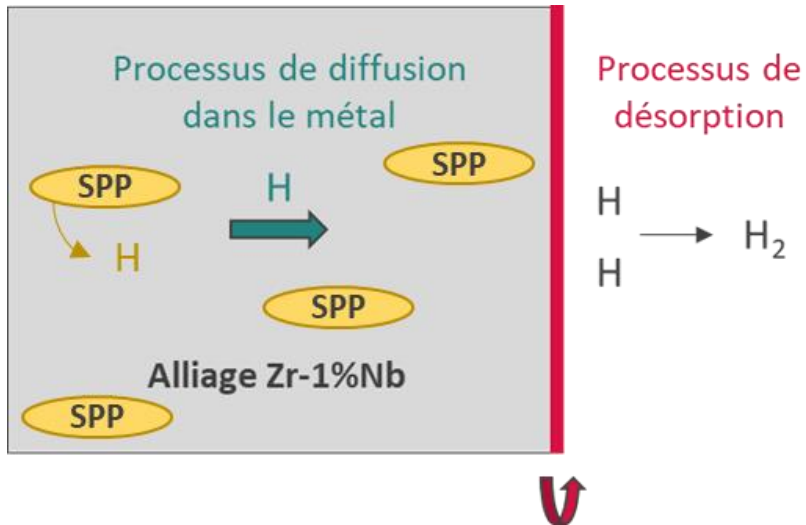 Processus de diffusion
dans le métal
Processus de
désorption
SPP
SPP
H
H
H
H
H₂
SPP
Alliage Zr-1%Nb
SPP